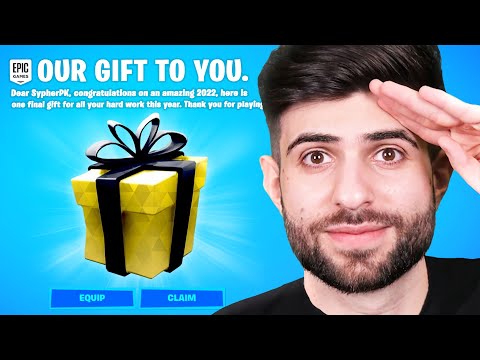 EPIC GAMES
OUR GIFT TO YOU.
Dear SypherPK, congratulations on an amazing 2022, here is
one final gift for all your hard work this year. Thank you for playing
EQUIP
CLAIM